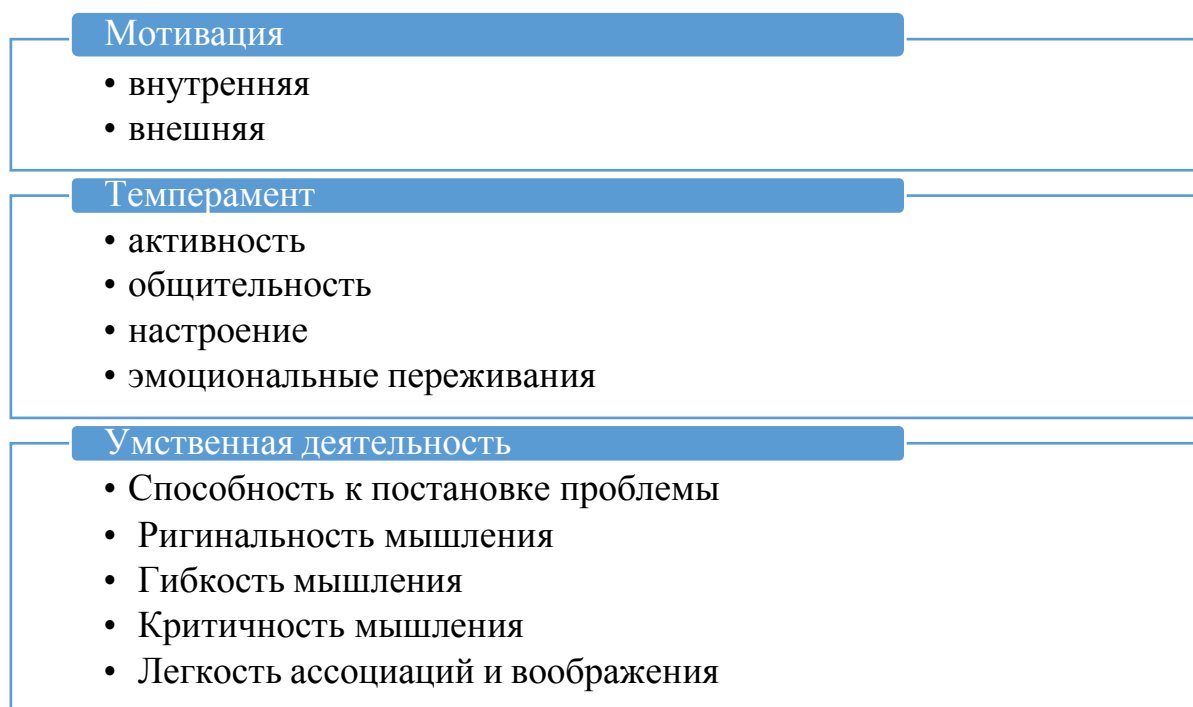 Мотивация
• внутренняя
• внешняя
Темперамент
• активность
• общительность
• настроение
• эмоциональные переживания
Умственная деятельность
• Способность к постановке проблемы
• Ригинальность мышления
• Гибкость мышления
• Критичность мышления
• Легкость ассоциаций и воображения